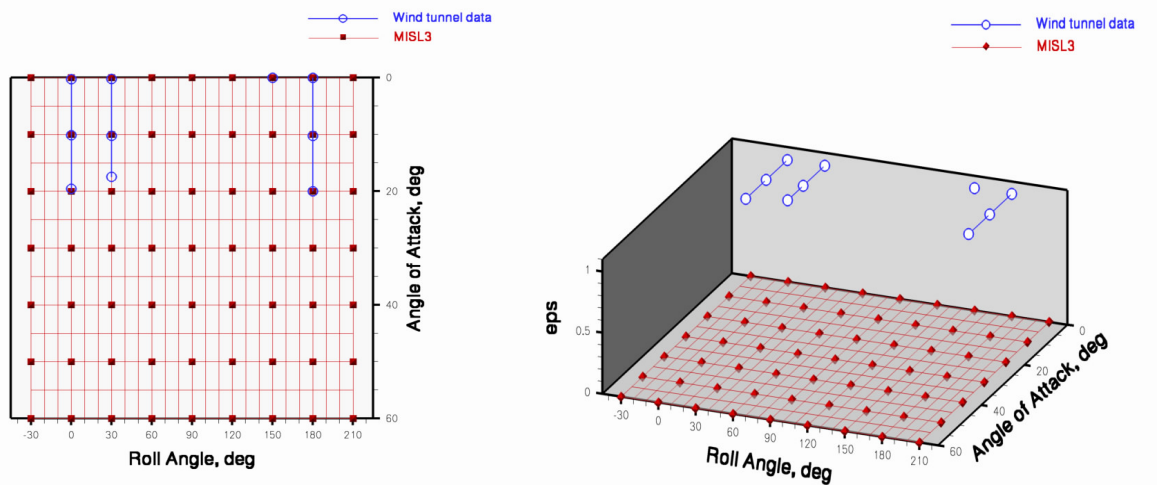 Wind tunnel data
MISL3
0
20
40
60
Angle of Attack, deg
-30 0 30 60 90 120 150 180 210
Roll Angle, deg
Wind tunnel data
MISL3
1
0.5
0
eps
-30 0 30 60 90 120 150 180 210
Roll Angle, deg
0
20
40
60
Angle of Attack, deg